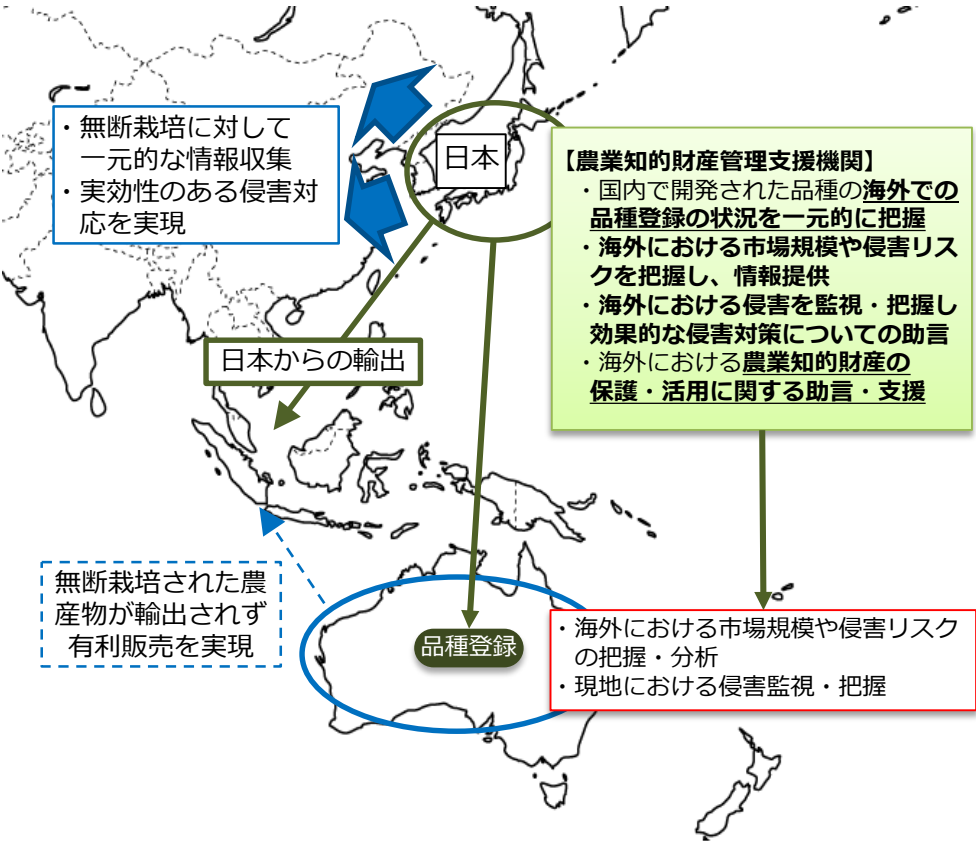 ・無断栽培に対して
一元的な情報収集
・実効性のある侵害対
応を実現
日本
【農業知的財産管理支援機関】
・国内で開発された品種の海外での
品種登録の状況を一元的に把握
・海外における市場規模や侵害リス
クを把握し、情報提供
・海外における侵害を監視・把握し
効果的な侵害対策についての助言
・海外における農業知的財産の
保護・活用に関する助言・支援
日本からの輸出
無断栽培された農
産物が輸出されず
有利販売を実現
品種登録
・海外における市場規模や侵害リスク
の把握・分析
・現地における侵害監視・把握